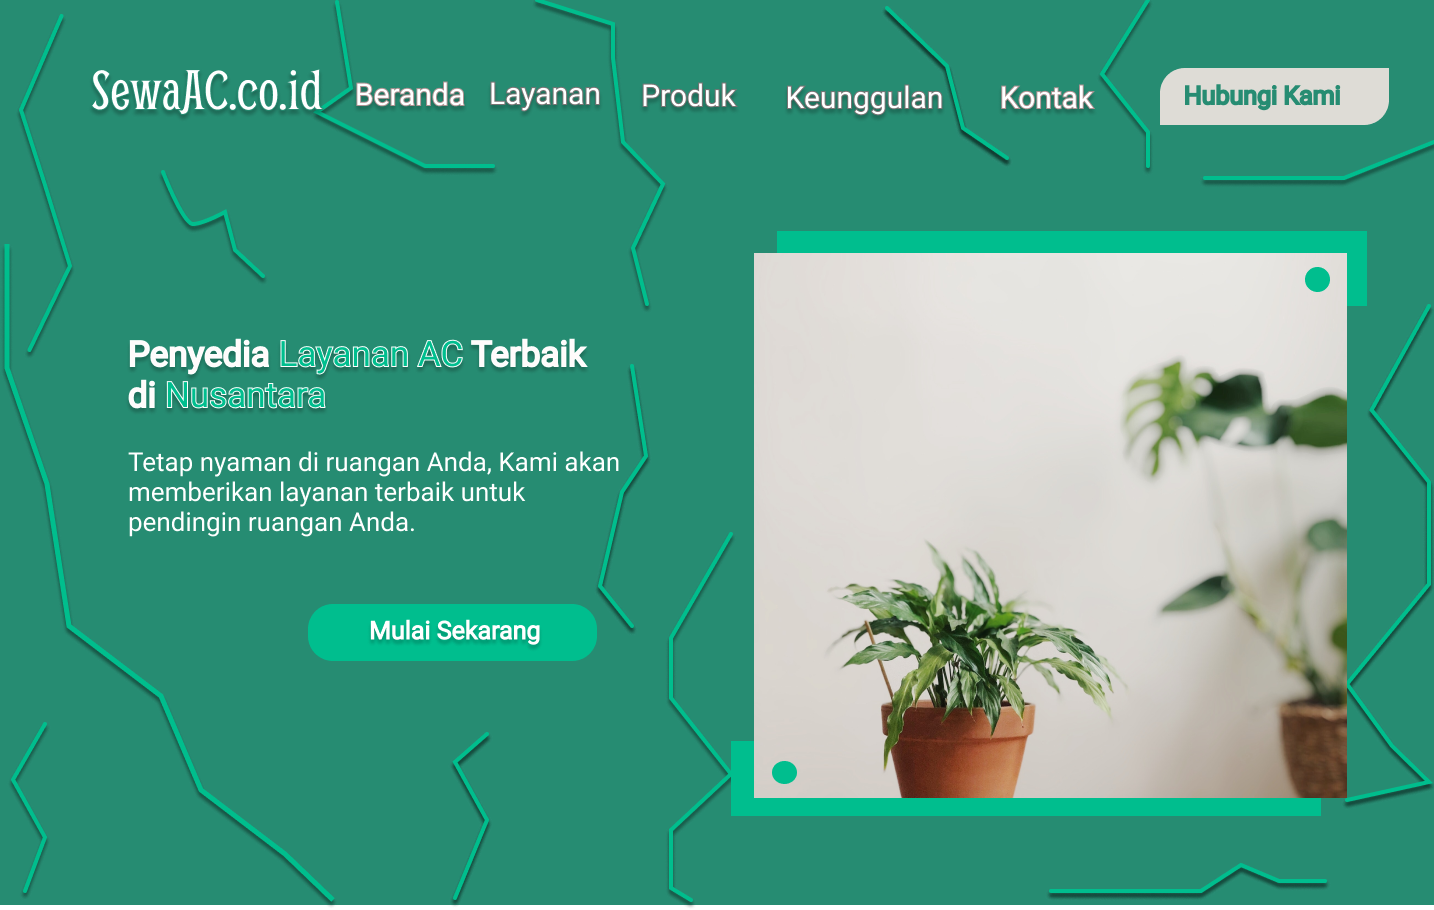 SewaAC.co.id Beranda Layanan Produk Keunggulan Kontak Hubungi Kami
Penyedia Layanan AC Terbaik
di Nusantara
Tetap nyaman di ruangan Anda, Kami akan
memberikan layanan terbaik untuk
pendingin ruangan Anda.
Mulai Sekarang